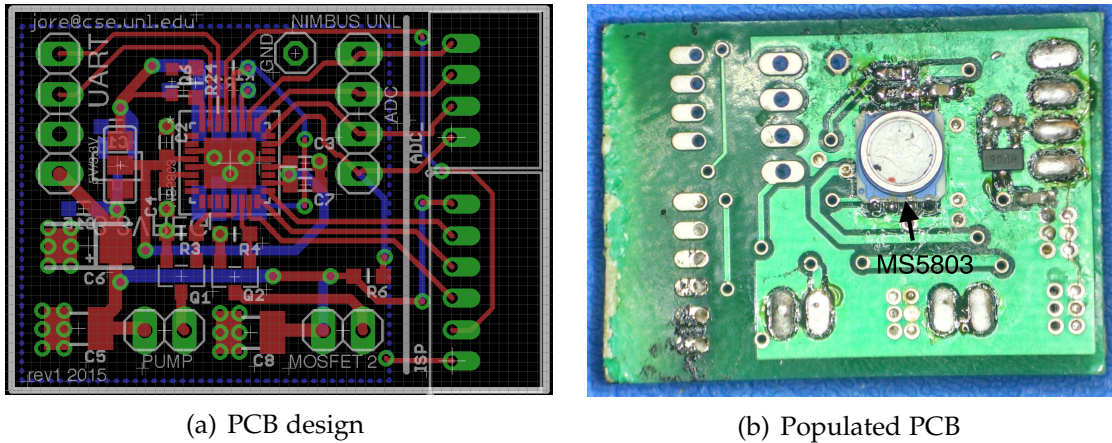 jore@cse.unl.edu
NIMBUS UNL
GND
UART
R24
C2
ADC
ADC
C3
C7
C4
R3
R4
C6
Q1
Q2
R6
C5
PUMP
C8
MOSFET 2
ISP
rev1 2015
MS5803
(a) PCB design
(b) Populated PCB